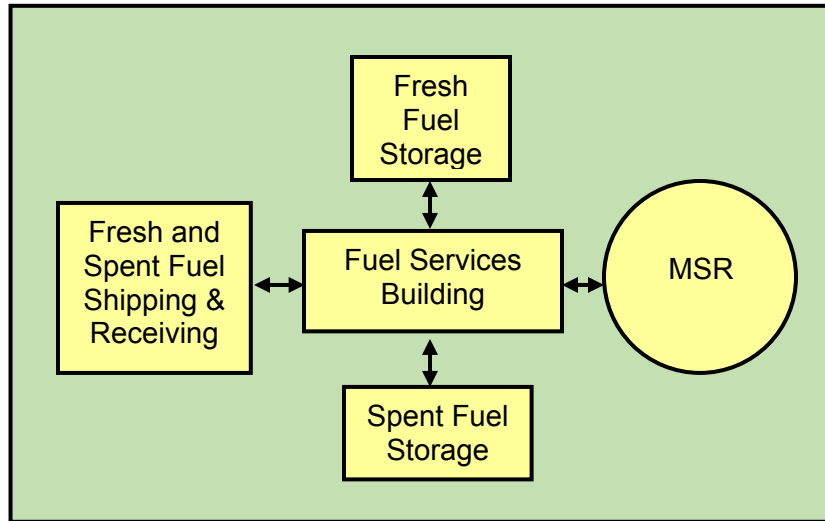 Fresh
Fuel
Storage
Fresh and
Spent Fuel
Shipping &
Receiving
Fuel Services
Building
MSR
Spent Fuel
Storage